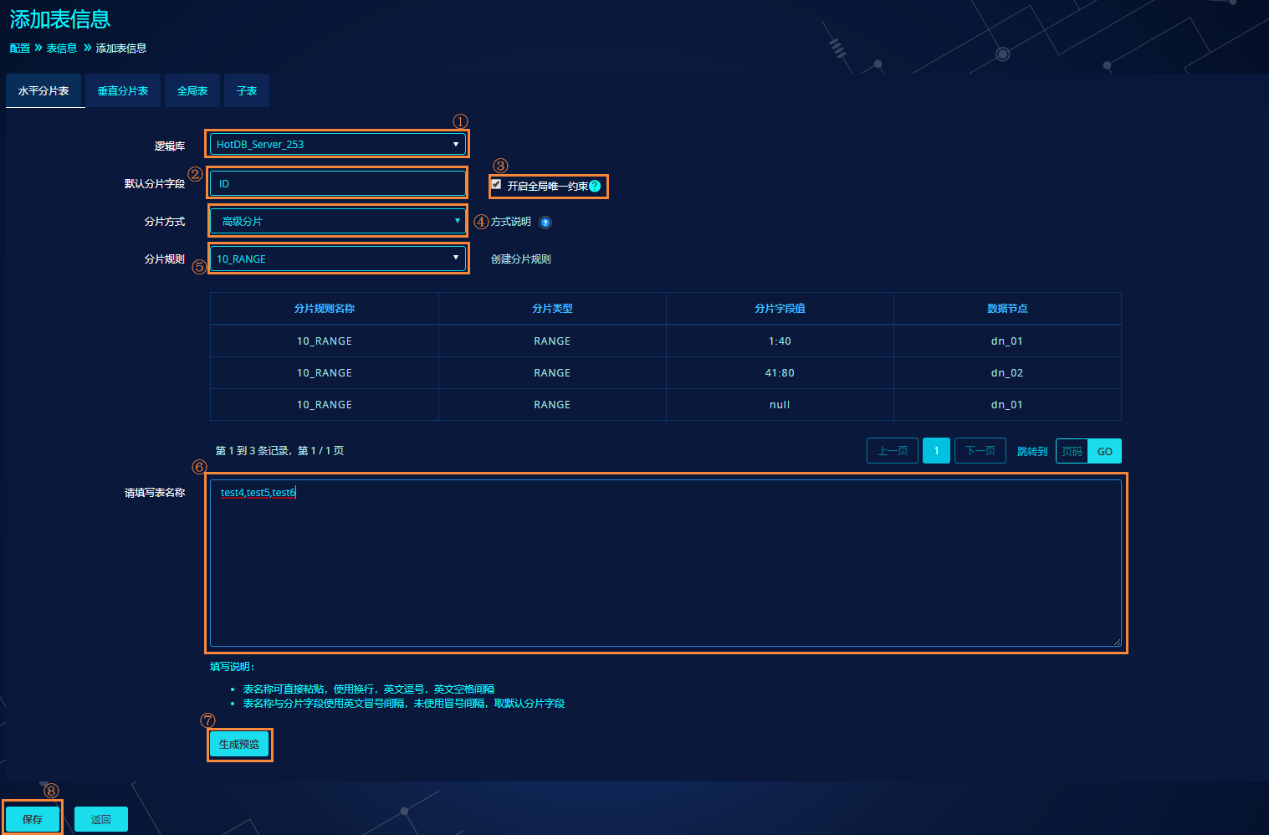 添加表信息
配置 » 表信息 » 添加表信息
水平分片表 垂直分片表 全局表 子表
①
逻辑库 HotDB_Server_253
② ③
默认分片字段 ID 开启全局唯一约束 ?
分片方式 高级分片 ④ 方式说明 ?
分片规则 ⑤ 10_RANGE 创建分片规则
分片规则名称 分片类型 分片字段值 数据节点
10_RANGE RANGE 1:40 dn_01
10_RANGE RANGE 41:80 dn_02
10_RANGE RANGE null dn_01
第 1 到 3 条记录，第 1 / 1 页 上一页 1 下一页 跳转到 页码 GO
⑥
请填写表名称 test4,test5,test6
填写说明：
• 表名称可直接粘贴，使用换行，英文逗号，英文空格间隔
• 表名称与分片字段使用英文冒号间隔，未使用冒号间隔，取默认分片字段
⑦
生成预览
⑧
保存 返回